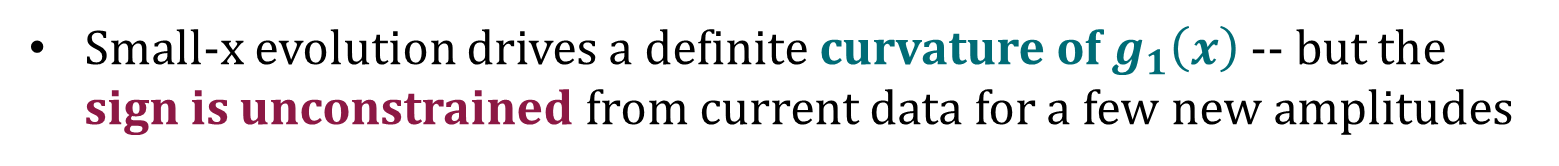 • Small-x evolution drives a definite curvature of g₁(x) -- but the
sign is unconstrained from current data for a few new amplitudes